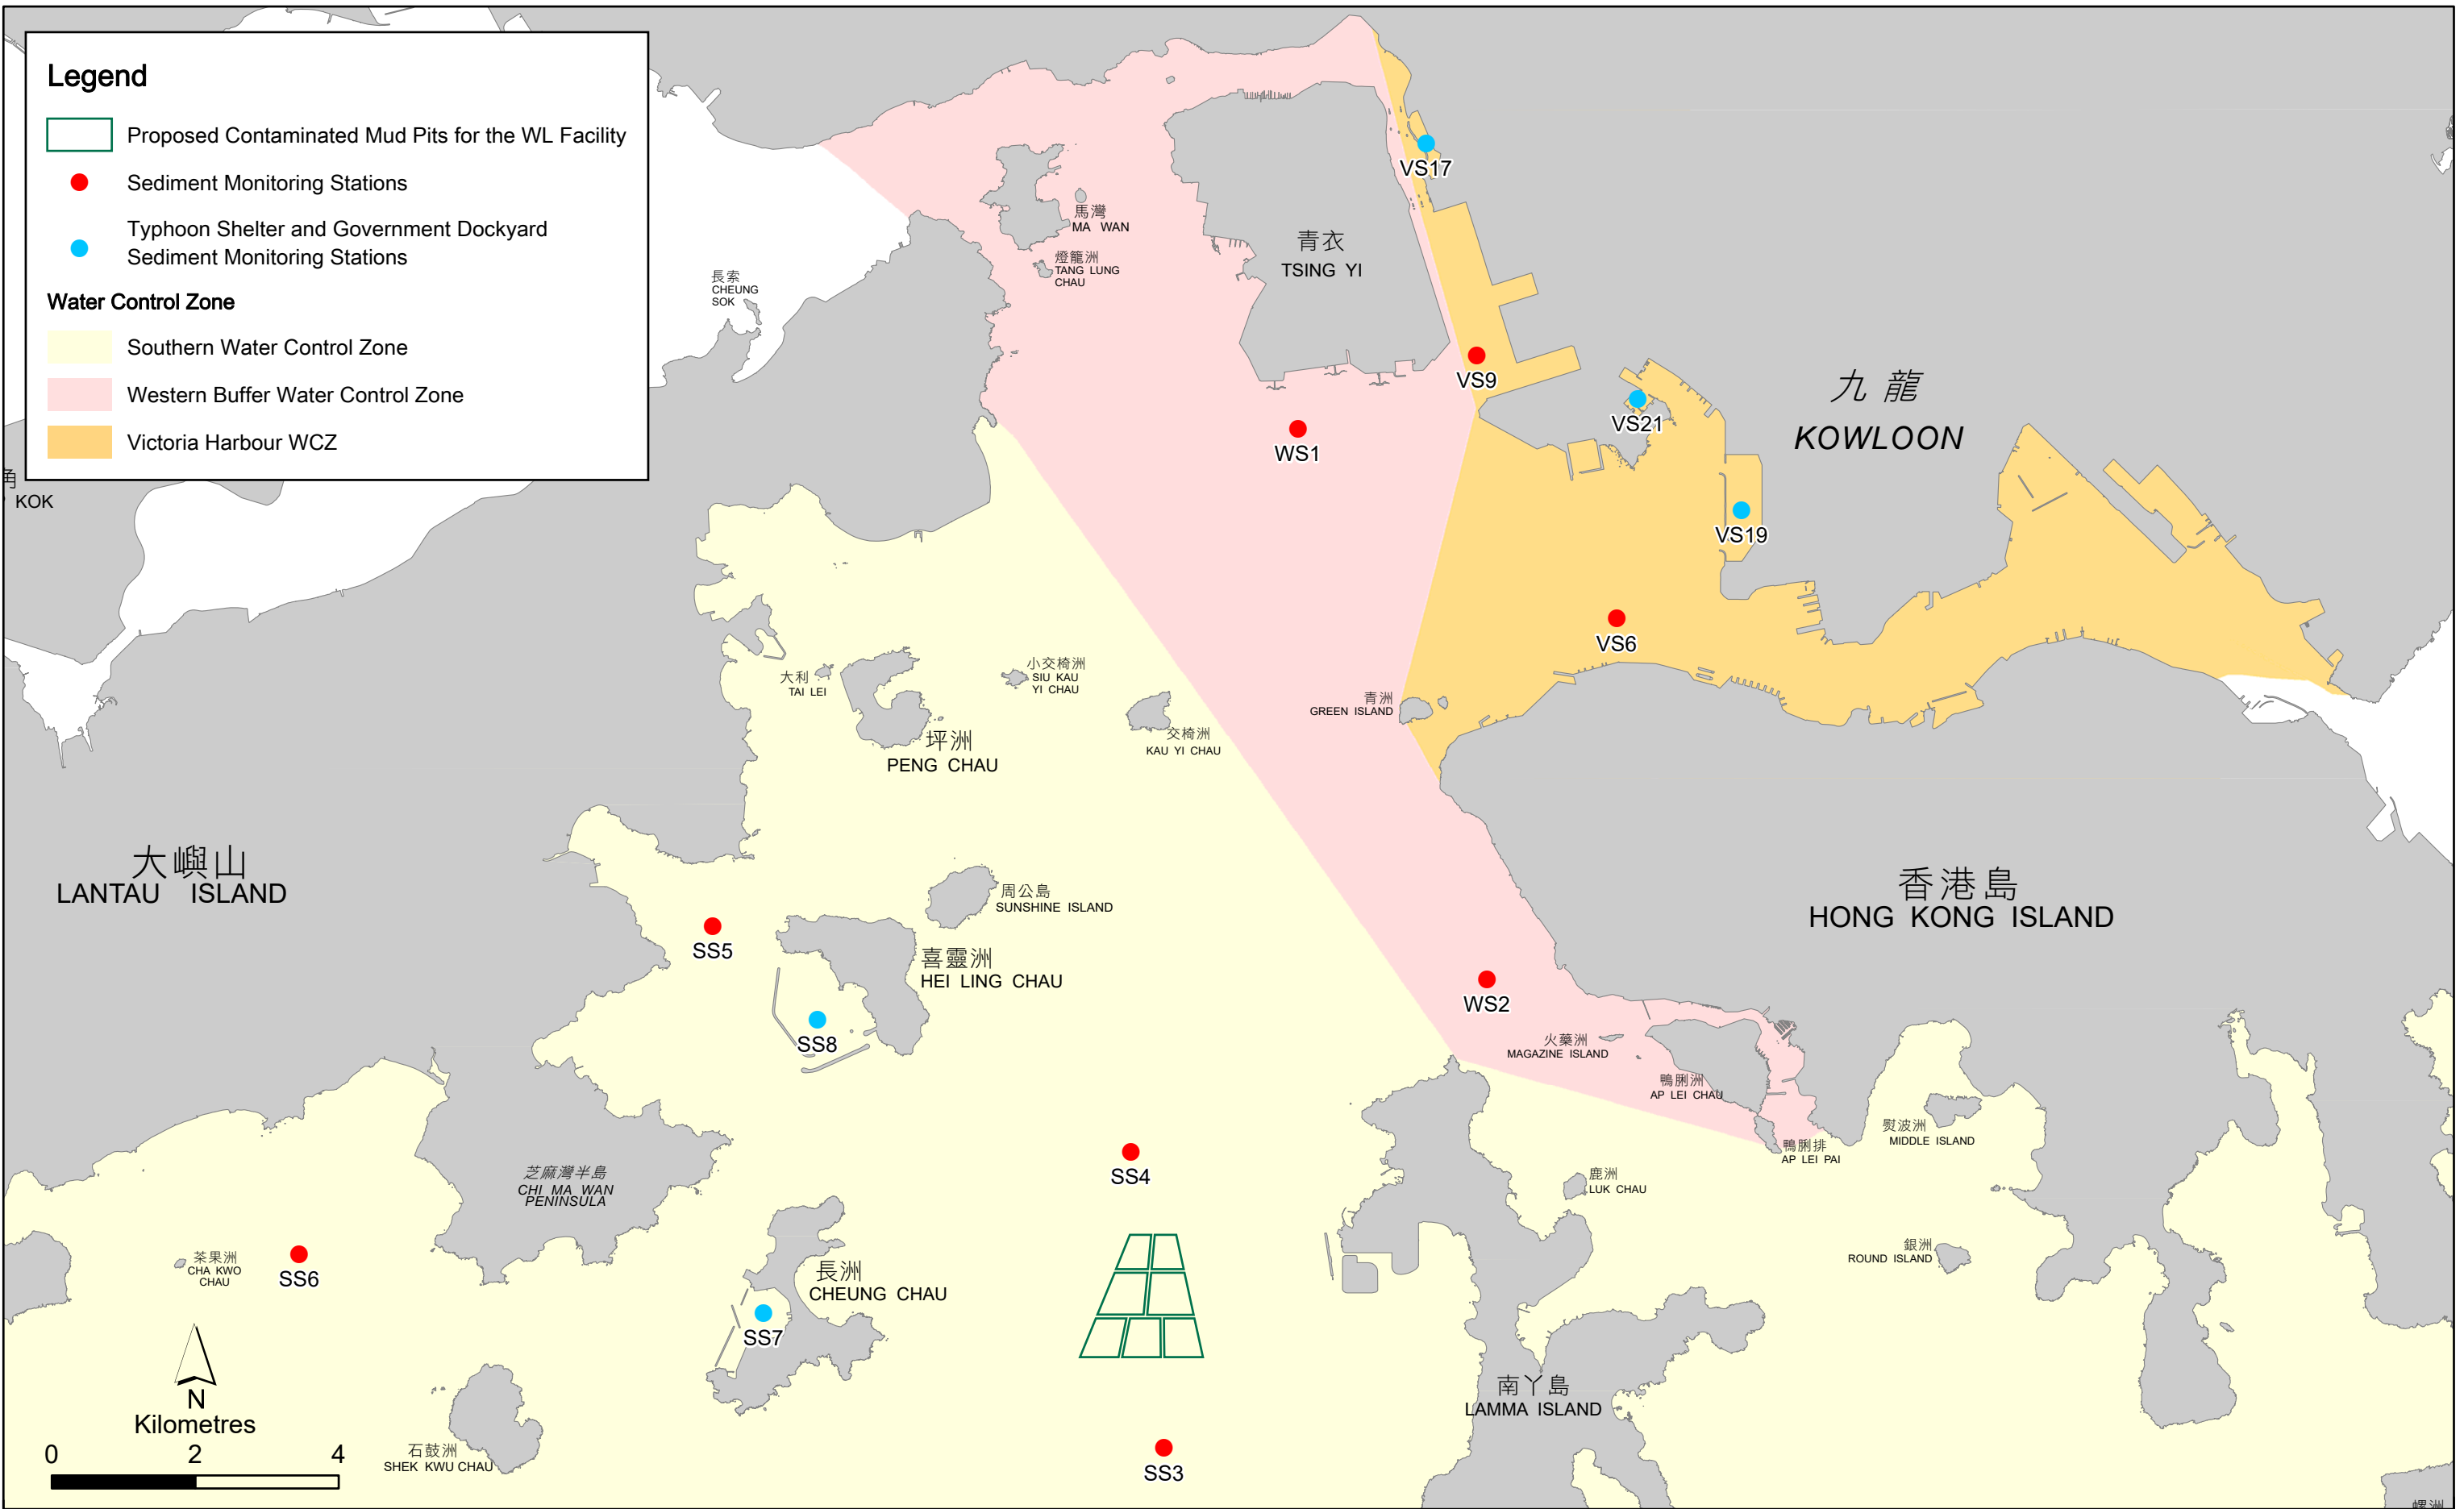 Legend
Proposed Contaminated Mud Pits for the WL Facility
Sediment Monitoring Stations
Typhoon Shelter and Government Dockyard
Sediment Monitoring Stations
Water Control Zone
Southern Water Control Zone
Western Buffer Water Control Zone
Victoria Harbour WCZ
角
KOK
長索
CHEUNG
SOK
馬灣
MA WAN
燈籠洲
TANG LUNG
CHAU
青衣
TSING YI
VS17
VS9
WS1
VS21
九龍
KOWLOON
VS19
VS6
大利
TAI LEI
小交椅洲
SIU KAU
YI CHAU
坪洲
PENG CHAU
交椅洲
KAU YI CHAU
青洲
GREEN ISLAND
大嶼山
LANTAU ISLAND
周公島
SUNSHINE ISLAND
香港島
HONG KONG ISLAND
SS5
喜靈洲
HEI LING CHAU
SS8
WS2
火藥洲
MAGAZINE ISLAND
鴨脷洲
AP LEI CHAU
鴨脷排
AP LEI PAI
熨波洲
MIDDLE ISLAND
芝麻灣半島
CHI MA WAN
PENINSULA
SS4
鹿洲
LUK CHAU
茶果洲
CHA KWO
CHAU
SS6
長洲
CHEUNG CHAU
SS7
銀洲
ROUND ISLAND
南丫島
LAMMA ISLAND
石鼓洲
SHEK KWU CHAU
SS3
N
Kilometres
0 2 4